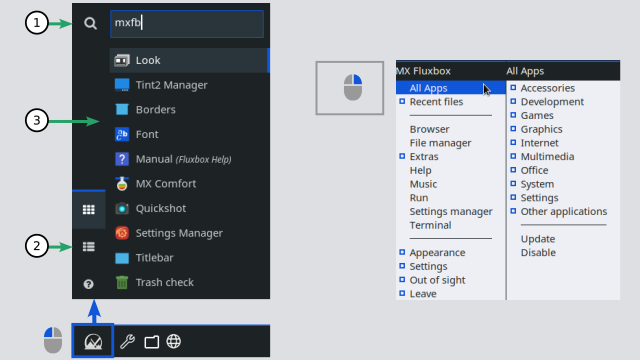 1
mxfb
Look
Tint2 Manager
Borders
3
Font
Manual (Fluxbox Help)
MX Comfort
Quickshot
Settings Manager
2
Titlebar
Trash check
MX Fluxbox
All Apps
Recent files
Browser
File manager
Extras
Help
Music
Run
Settings manager
Terminal
Appearance
Settings
Out of sight
Leave
All Apps
Accessories
Development
Games
Graphics
Internet
Multimedia
Office
System
Settings
Other applications
Update
Disable